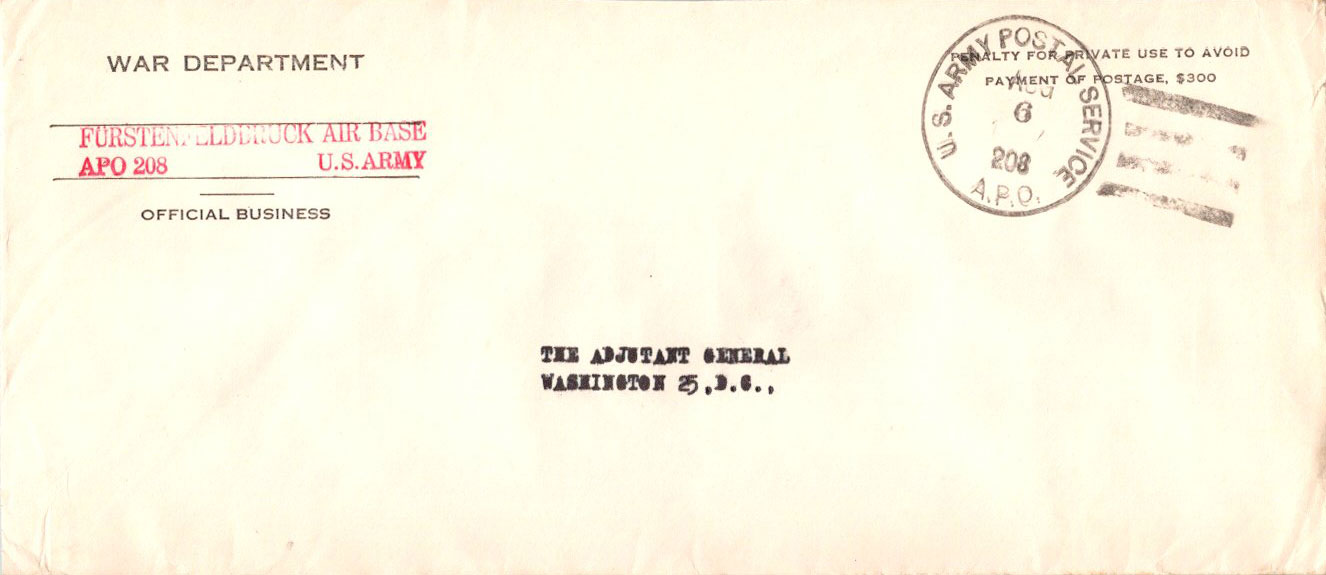 WAR DEPARTMENT
FURSTENFELDBRUCK AIR BASE
APO 208 U.S. ARMY
OFFICIAL BUSINESS
PENALTY FOR PRIVATE USE TO AVOID
PAYMENT OF POSTAGE, $300
U.S. ARMY POSTAL SERVICE
AUG
6
208
A.P.O.
THE ADJUTANT GENERAL
WASHINGTON 25, D.C.,